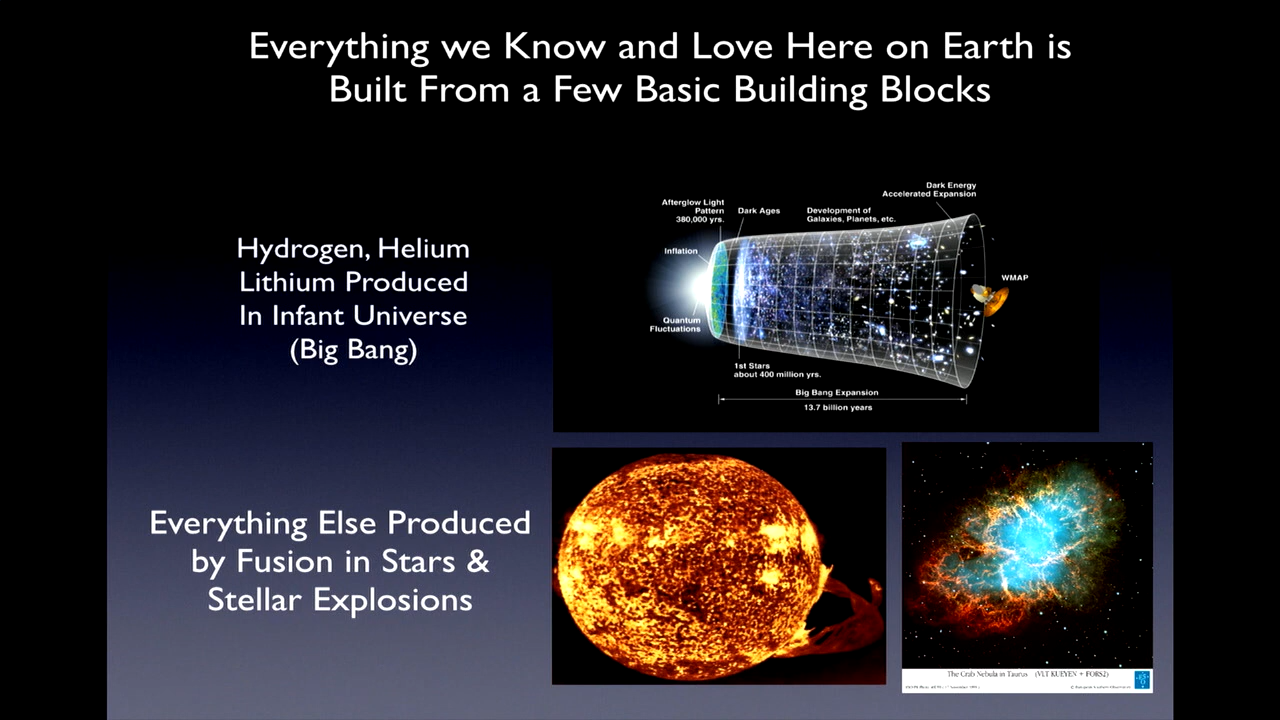 Everything we Know and Love Here on Earth is
Built From a Few Basic Building Blocks
Hydrogen, Helium
Lithium Produced
In Infant Universe
(Big Bang)
Dark Energy
Accelerated Expansion
Afterglow Light
Pattern
380,000 yrs.
Dark Ages
Development of
Galaxies, Planets, etc.
Inflation
WMAP
Quantum
Fluctuations
1st Stars
about 400 million yrs.
Big Bang Expansion
13.7 billion years
Everything Else Produced
by Fusion in Stars &
Stellar Explosions
The Crab Nebula in Taurus (VLT KUEYEN + FORS2)
© European Southern Observatory